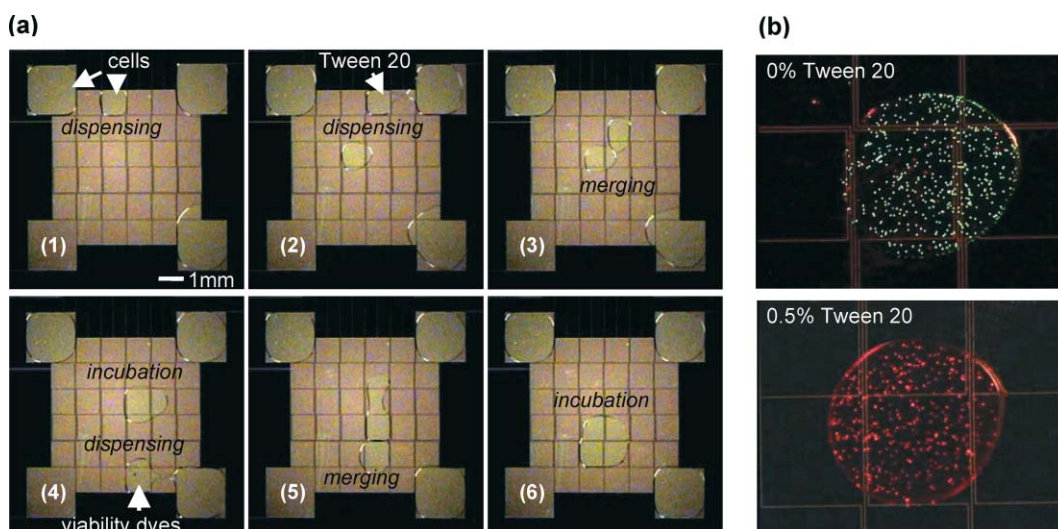 (a)
cells
dispensing
(1)
1mm
Tween 20
dispensing
(2)
merging
(3)
incubation
dispensing
(4)
viability dyes
merging
(5)
incubation
(6)
(b)
0% Tween 20
0.5% Tween 20